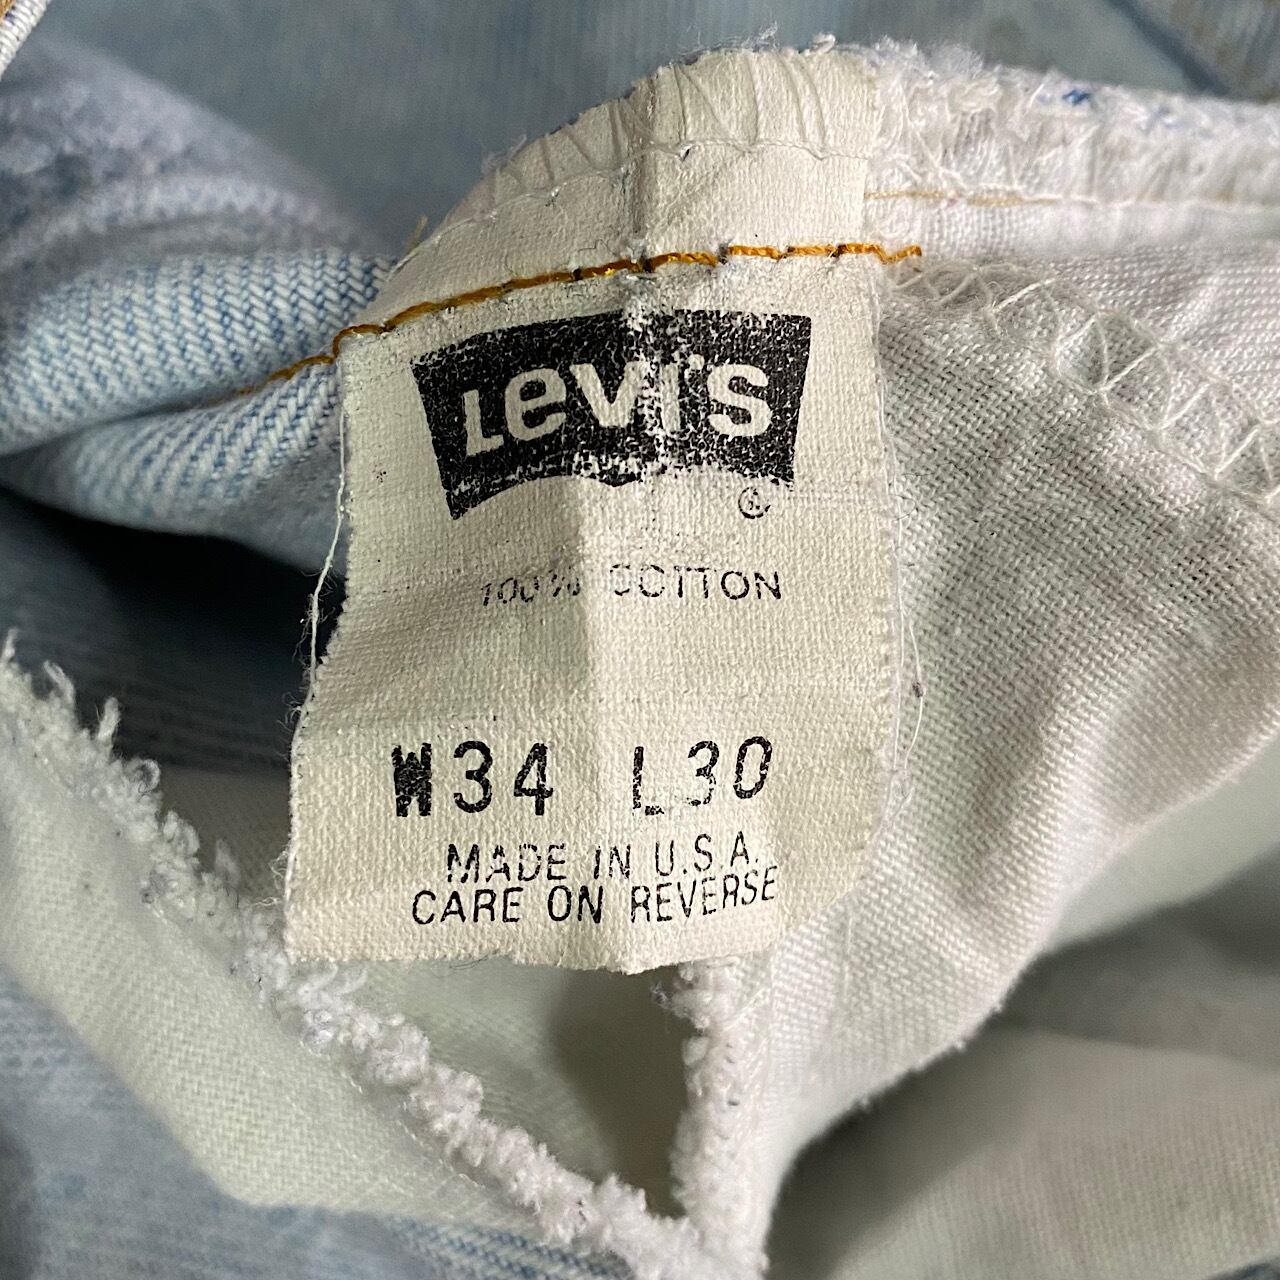 Levi's
®
100% COTTON
W34 L30
MADE IN U.S.A.
CARE ON REVERSE